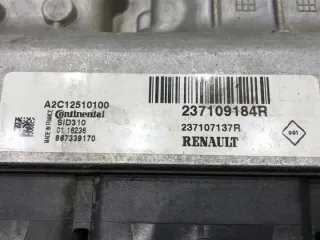 A2C12510100
Continental
SID310
01.16236
867339170
MADE IN FRANCE
237109184R
237107137R
RENAULT